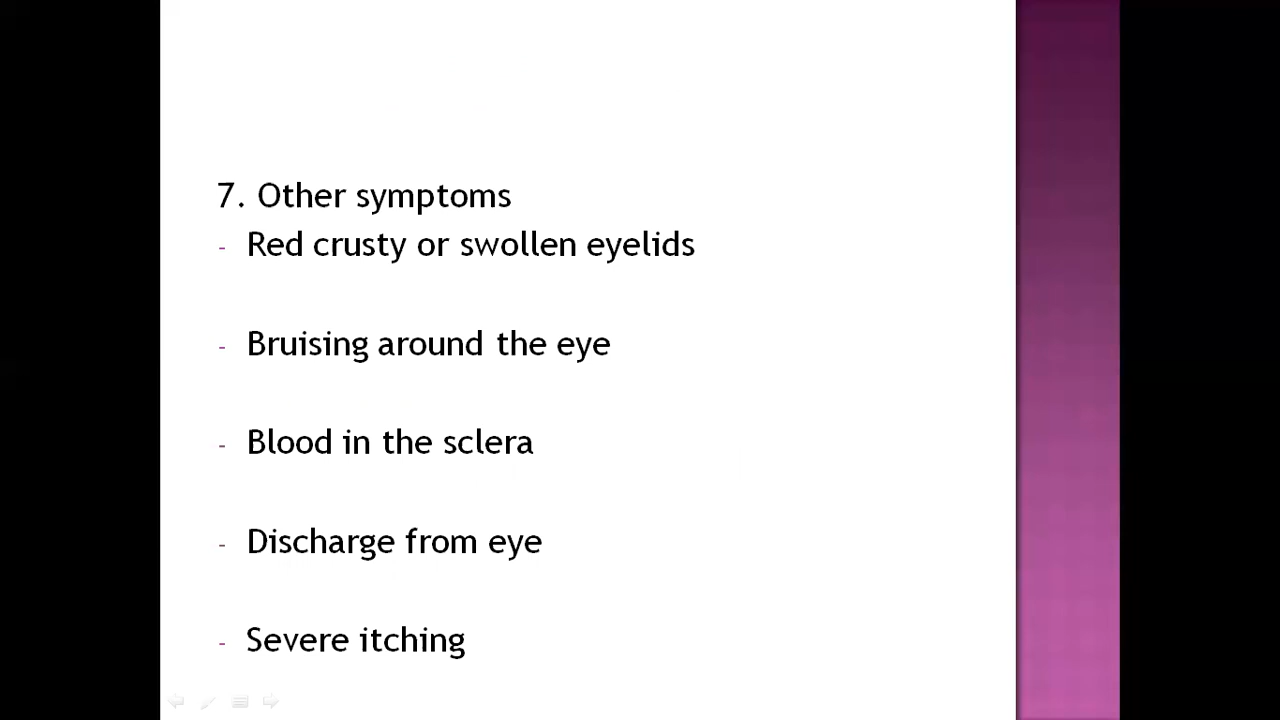 7. Other symptoms
- Red crusty or swollen eyelids
- Bruising around the eye
- Blood in the sclera
- Discharge from eye
- Severe itching